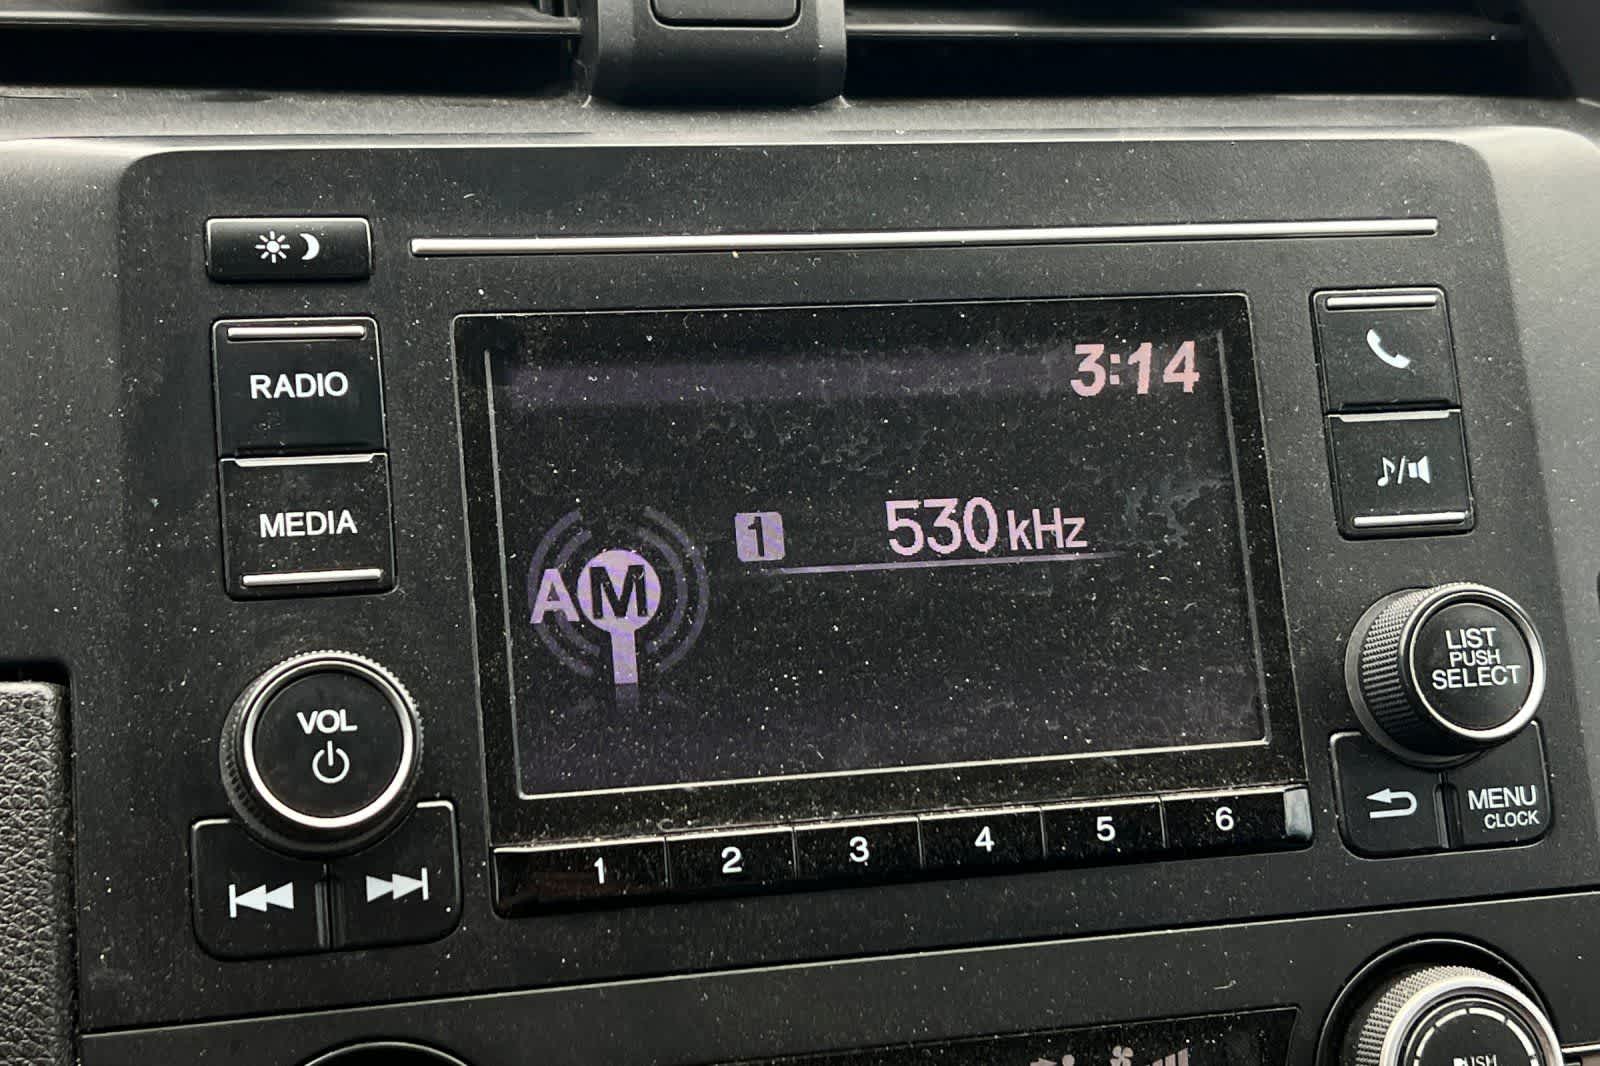 3:14
RADIO
MEDIA
1 530 kHz
AM
VOL
LIST
PUSH
SELECT
MENU
CLOCK
1 2 3 4 5 6
PUSH